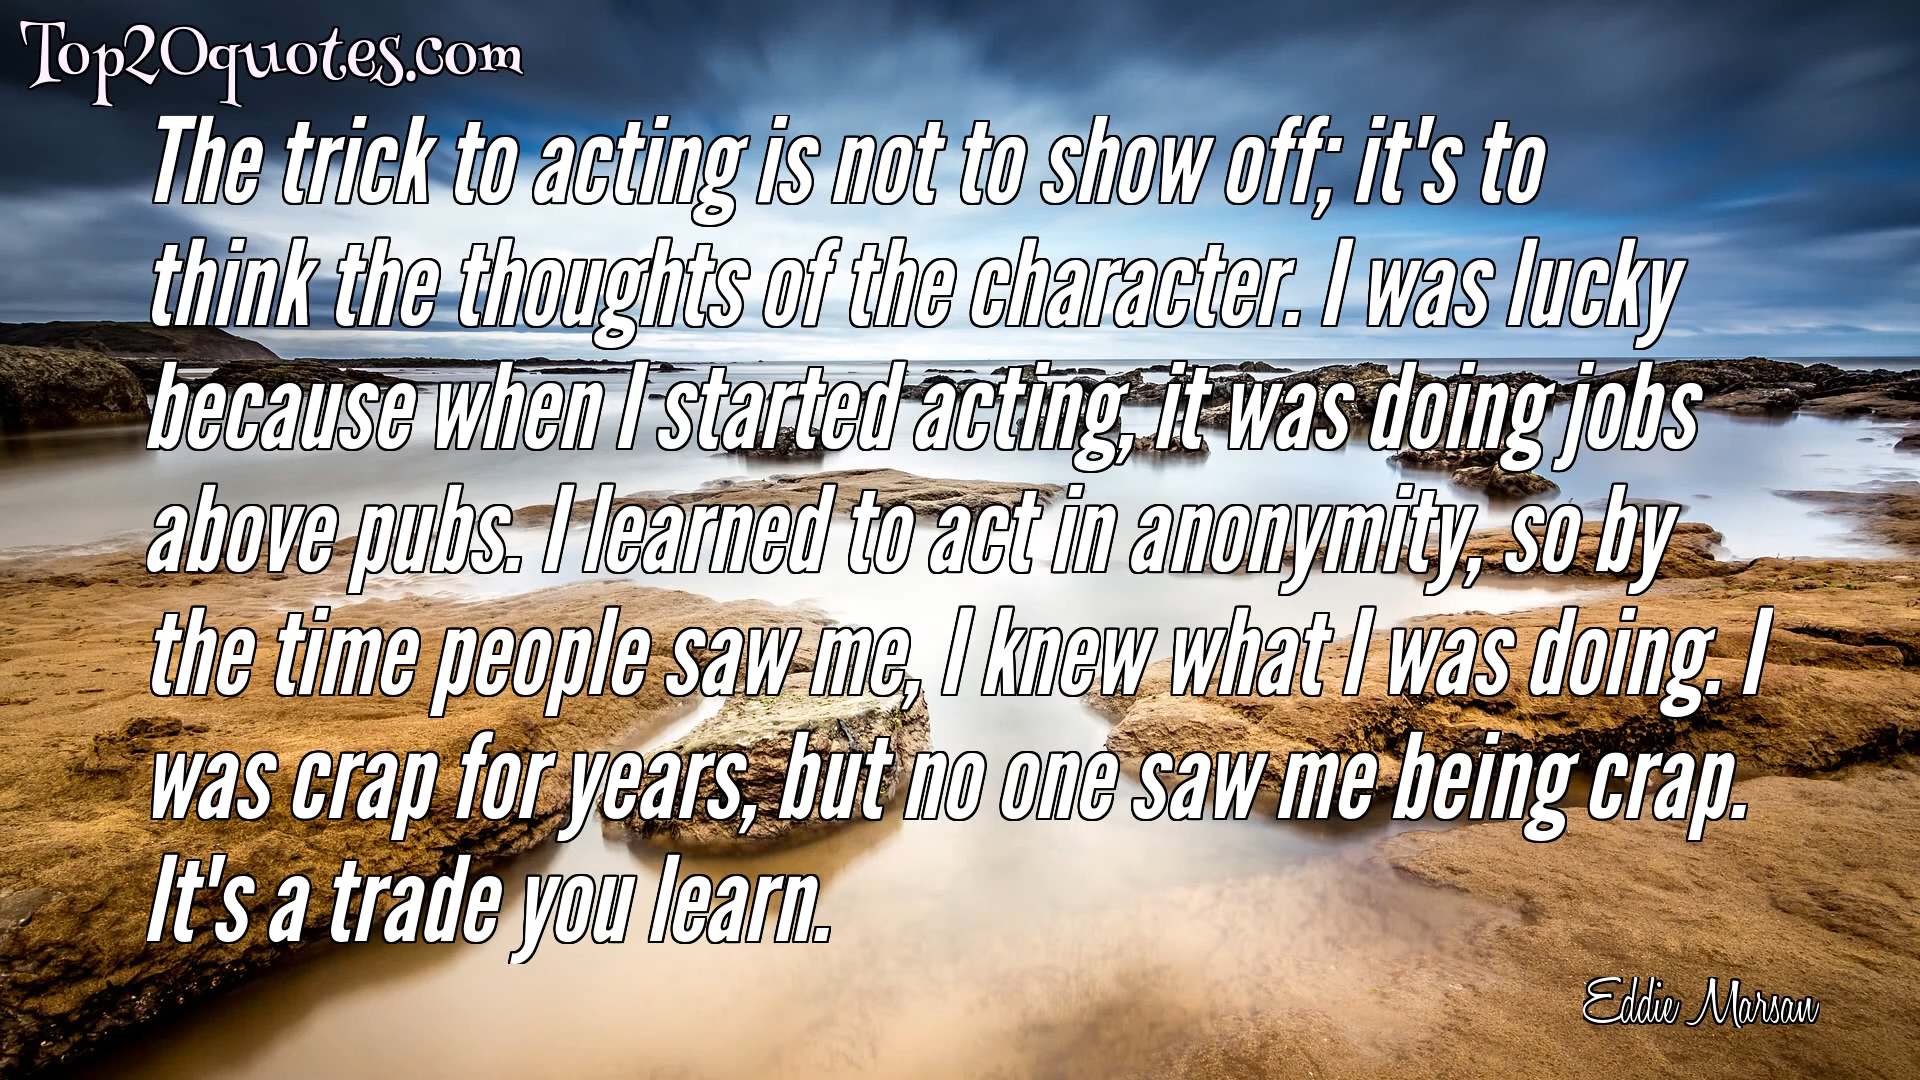 Top20quotes.com
The trick to acting is not to show off; it's to
think the thoughts of the character. I was lucky
because when I started acting, it was doing jobs
above pubs. I learned to act in anonymity, so by
the time people saw me, I knew what I was doing. I
was crap for years, but no one saw me being crap.
It's a trade you learn.
Eddie Marsan